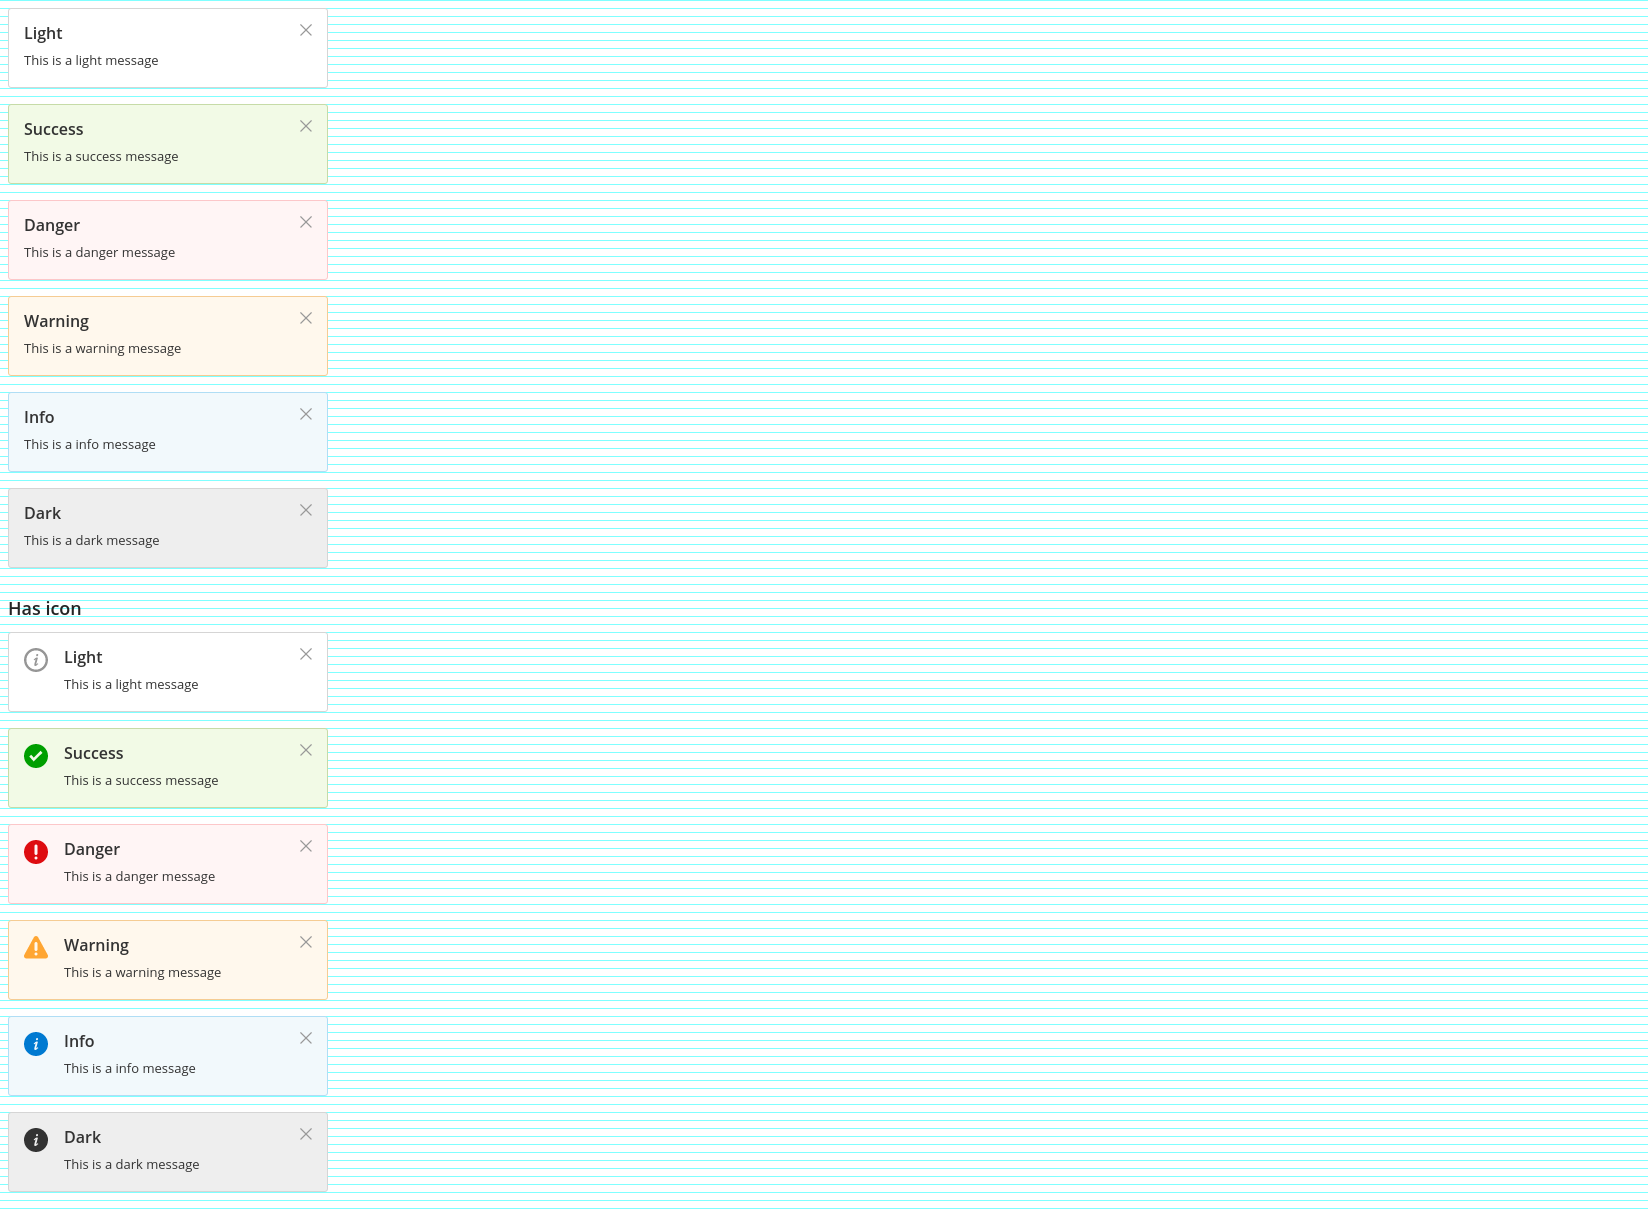 Light
This is a light message
Success
This is a success message
Danger
This is a danger message
Warning
This is a warning message
Info
This is a info message
Dark
This is a dark message
Has icon
Light
This is a light message
Success
This is a success message
Danger
This is a danger message
Warning
This is a warning message
Info
This is a info message
Dark
This is a dark message